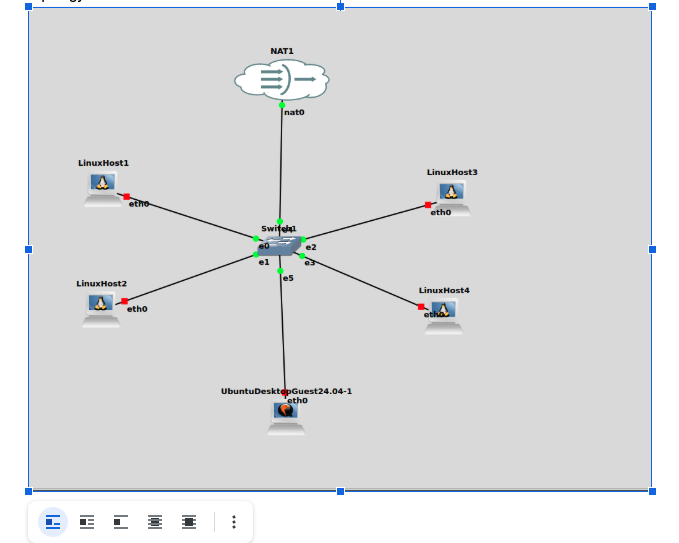 NAT1
nat0
LinuxHost1
eth0
LinuxHost3
eth0
Switch1
e4
e0
e2
e1
e3
e5
LinuxHost2
eth0
LinuxHost4
eth0
UbuntuDesktopGuest24.04-1
eth0